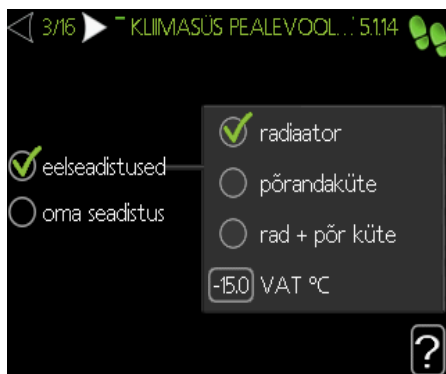 3/16 KLIIMASÜS PEALEVOOL... 5.1.14
eelseadistused
oma seadistus
radiaator
põrandaküte
rad + põr küte
-15.0 VAT °C
?